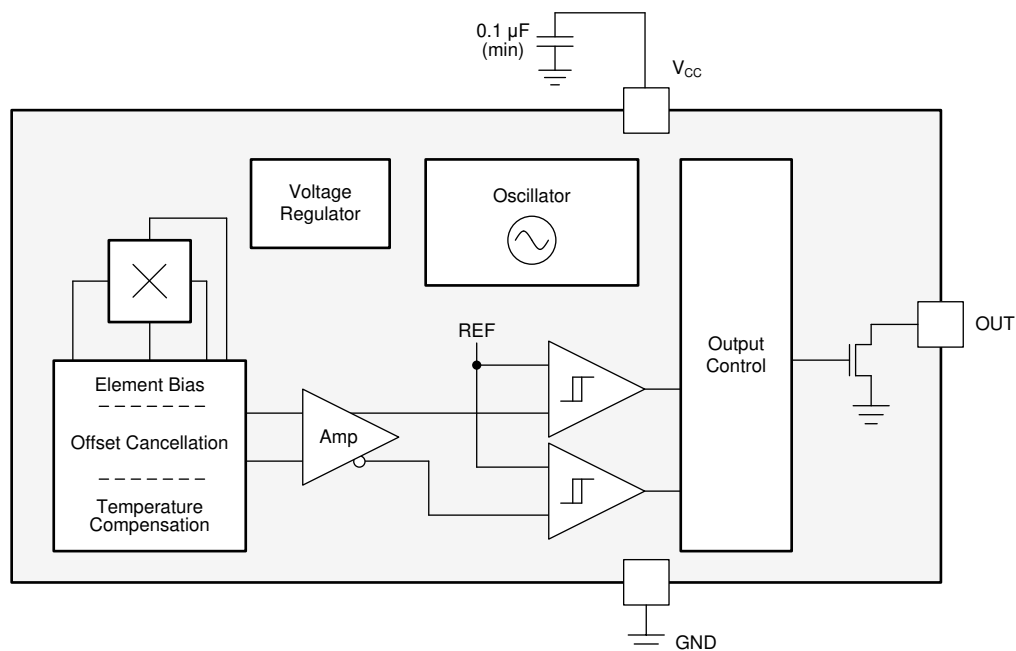 0.1 µF
(min)
VCC
Voltage
Regulator
Oscillator
REF
Output
Control
OUT
Element Bias
Offset Cancellation
Temperature
Compensation
Amp
GND